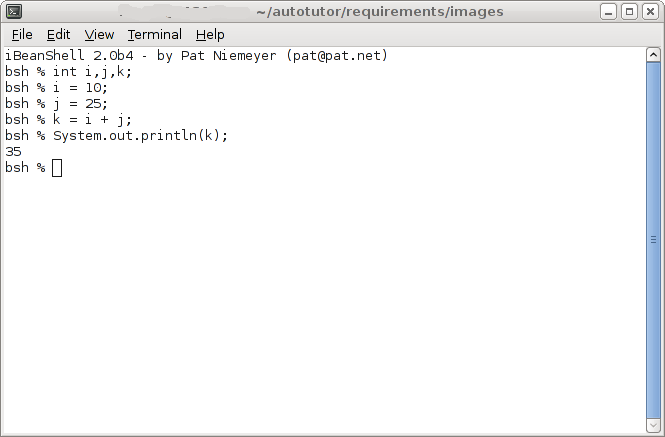 ~/autotutor/requirements/images
File Edit View Terminal Help
iBeanShell 2.0b4 - by Pat Niemeyer (pat@pat.net)
bsh % int i,j,k;
bsh % i = 10;
bsh % j = 25;
bsh % k = i + j;
bsh % System.out.println(k);
35
bsh %